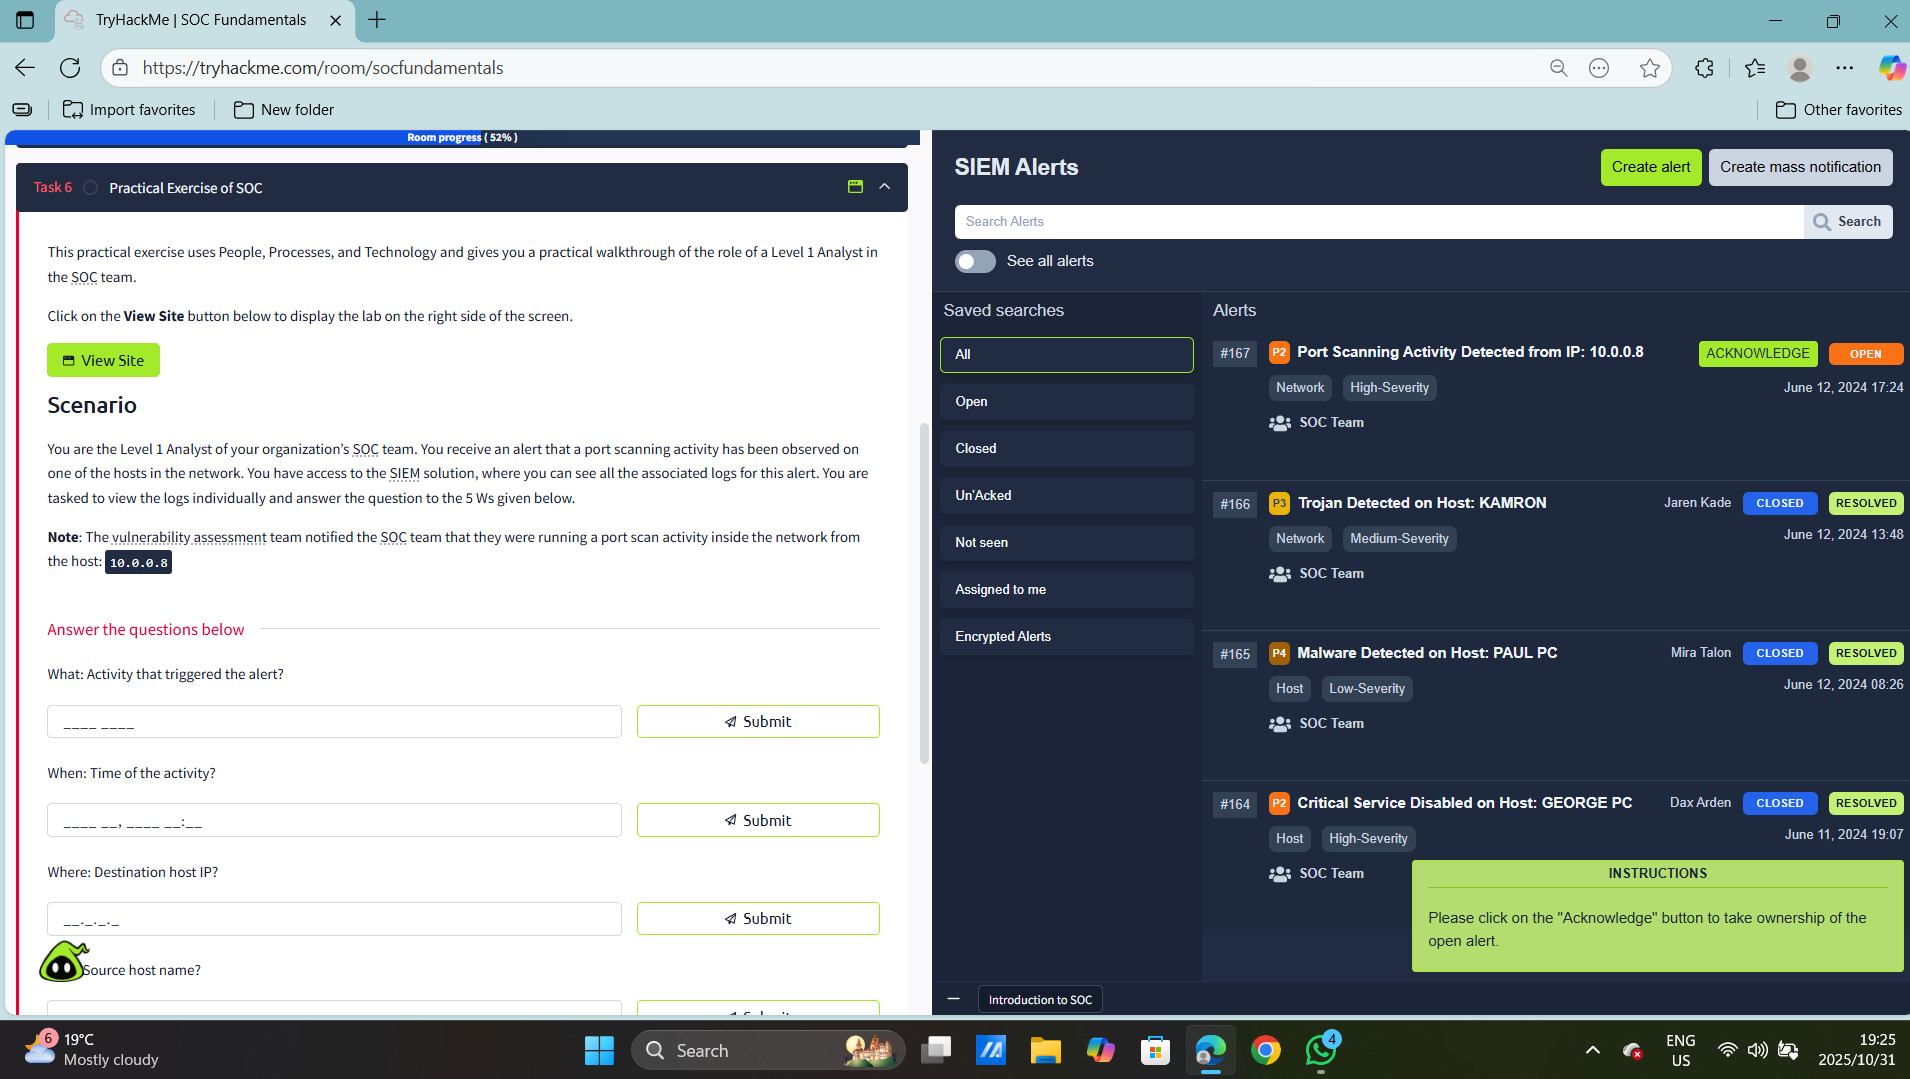 TryHackMe | SOC Fundamentals
https://tryhackme.com/room/socfundamentals
Import favorites
New folder
Other favorites
Room progress ( 52% )
Task 6
Practical Exercise of SOC
This practical exercise uses People, Processes, and Technology and gives you a practical walkthrough of the role of a Level 1 Analyst in
the SOC team.
Click on the View Site button below to display the lab on the right side of the screen.
View Site
Scenario
You are the Level 1 Analyst of your organization's SOC team. You receive an alert that a port scanning activity has been observed on
one of the hosts in the network. You have access to the SIEM solution, where you can see all the associated logs for this alert. You are
tasked to view the logs individually and answer the question to the 5 Ws given below.
Note: The vulnerability assessment team notified the SOC team that they were running a port scan activity inside the network from
the host: 10.0.0.8
Answer the questions below
What: Activity that triggered the alert?
____ ____
Submit
When: Time of the activity?
____ __, ____ __:__
Submit
Where: Destination host IP?
__._._._
Submit
Source host name?
SIEM Alerts
Create alert
Create mass notification
Search Alerts
Search
See all alerts
Saved searches
All
Open
Closed
Un'Acked
Not seen
Assigned to me
Encrypted Alerts
Alerts
#167 P2 Port Scanning Activity Detected from IP: 10.0.0.8 ACKNOWLEDGE OPEN
Network High-Severity June 12, 2024 17:24
SOC Team
#166 P3 Trojan Detected on Host: KAMRON Jaren Kade CLOSED RESOLVED
Network Medium-Severity June 12, 2024 13:48
SOC Team
#165 P4 Malware Detected on Host: PAUL PC Mira Talon CLOSED RESOLVED
Host Low-Severity June 12, 2024 08:26
SOC Team
#164 P2 Critical Service Disabled on Host: GEORGE PC Dax Arden CLOSED RESOLVED
Host High-Severity June 11, 2024 19:07
SOC Team
INSTRUCTIONS
Please click on the "Acknowledge" button to take ownership of the
open alert.
Introduction to SOC
6
19°C
Mostly cloudy
Search
4
ENG
US
19:25
2025/10/31